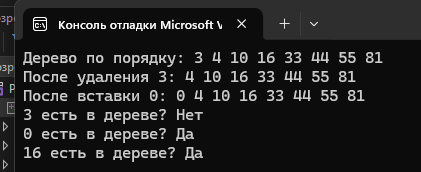 Консоль отладки Microsoft V
Дерево по порядку: 3 4 10 16 33 44 55 81
После удаления 3: 4 10 16 33 44 55 81
После вставки 0: 0 4 10 16 33 44 55 81
3 есть в дереве? Нет
0 есть в дереве? Да
16 есть в дереве? Да